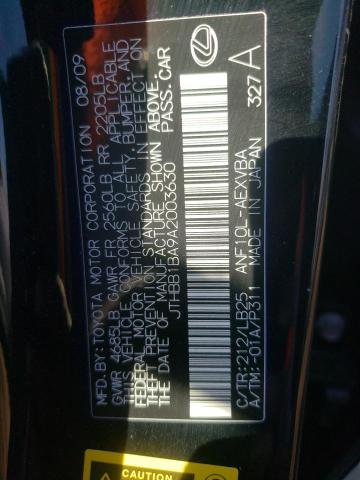 MFD. BY: TOYOTA MOTOR CORPORATION 08/09
GVWR 4685LB GAWR FR 2560LB RR 2205LB
THIS VEHICLE CONFORMS TO ALL APPLICABLE
FEDERAL MOTOR VEHICLE SAFETY, BUMPER, AND
THEFT PREVENTION STANDARDS IN EFFECT ON
THE DATE OF MANUFACTURE SHOWN ABOVE.
JTHBB1BA9A2003630 PASS. CAR
C/TR: 212/LB25 ANF10L-AEXVBA
A/TM: -01A/P311 MADE IN JAPAN 327 A
CAUTION